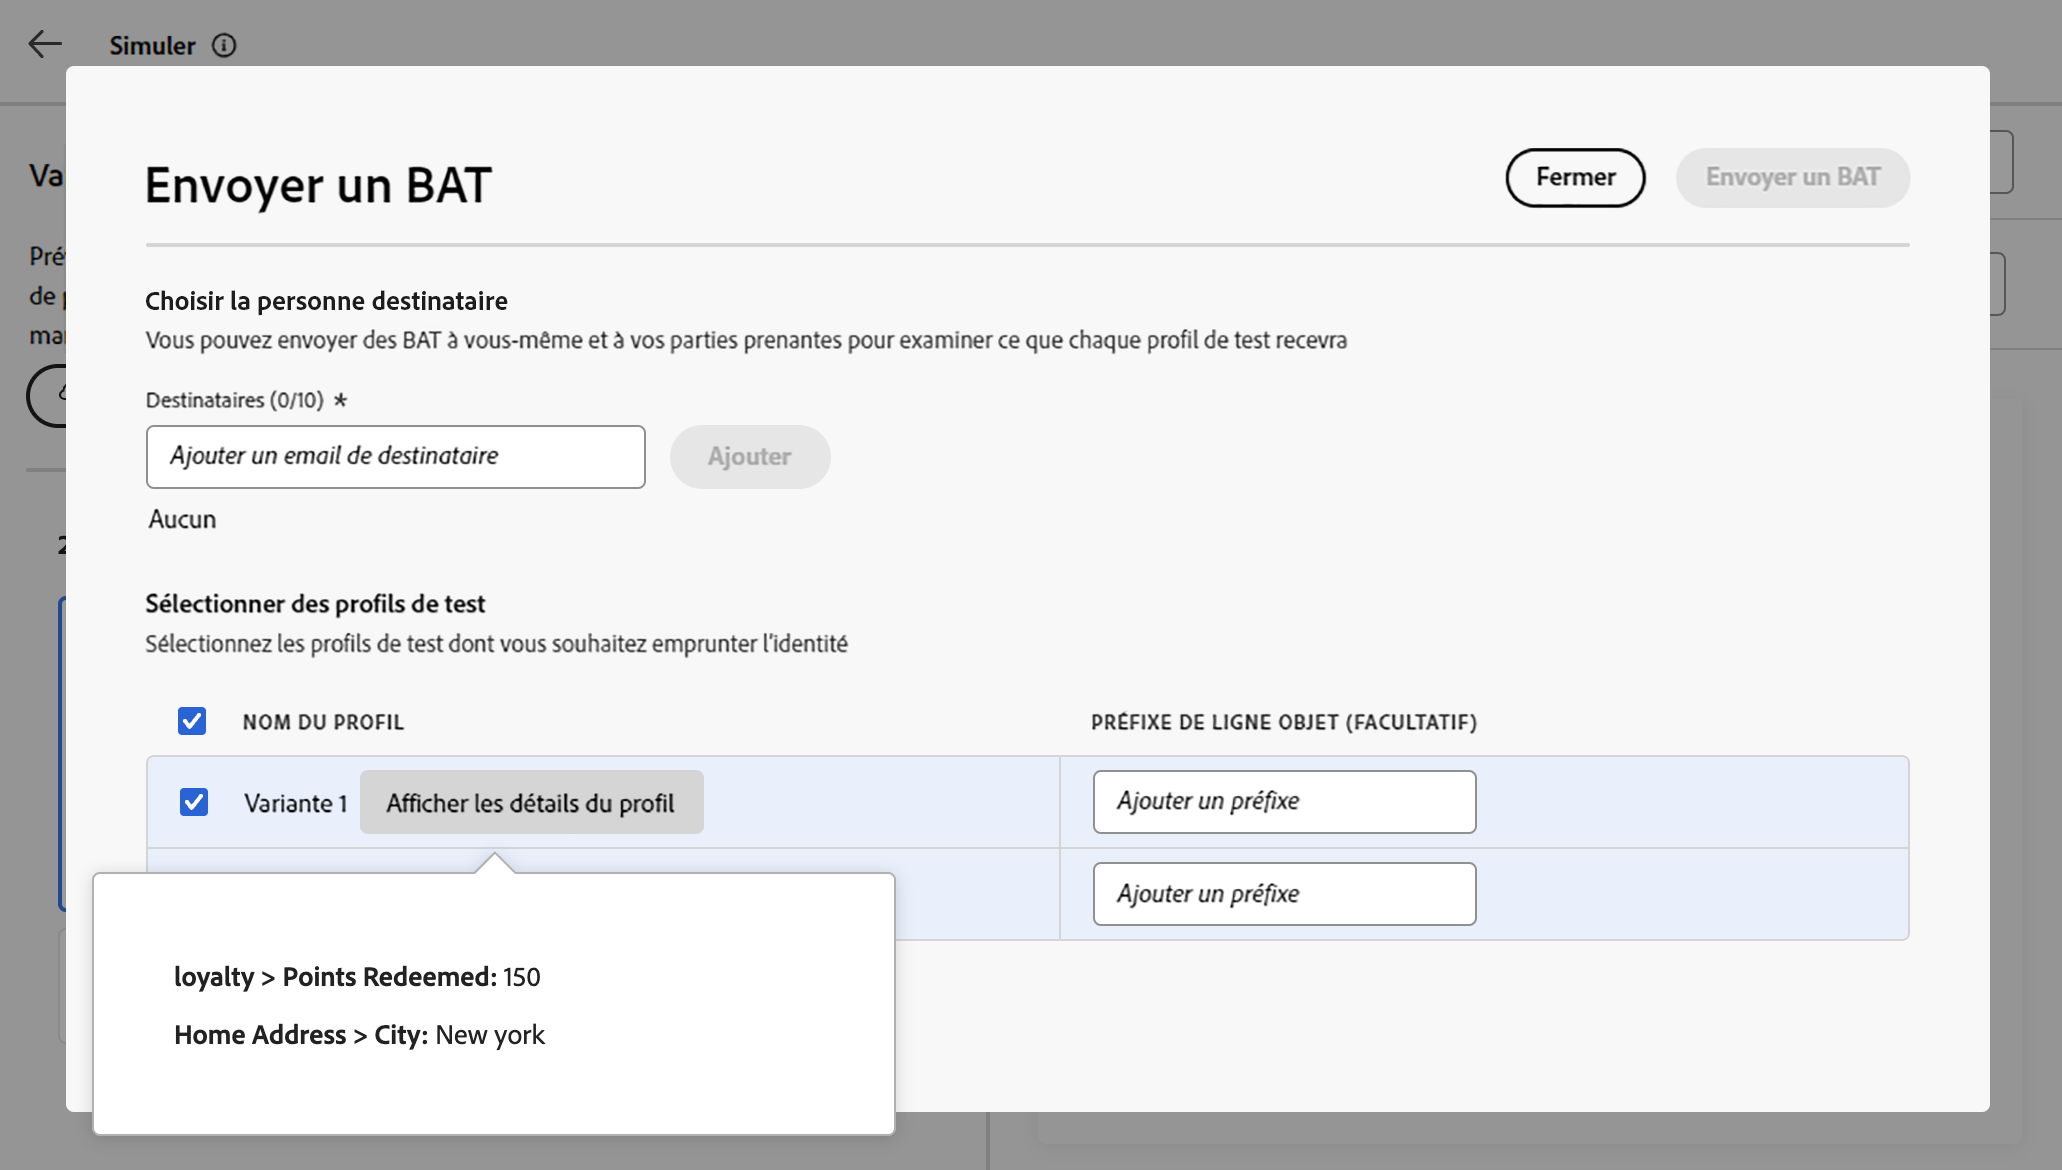 Simuler
Envoyer un BAT
Fermer
Envoyer un BAT
Choisir la personne destinataire
Vous pouvez envoyer des BAT à vous-même et à vos parties prenantes pour examiner ce que chaque profil de test recevra
Destinataires (0/10) *
Ajouter un email de destinataire
Ajouter
Aucun
Sélectionner des profils de test
Sélectionnez les profils de test dont vous souhaitez emprunter l'identité
NOM DU PROFIL
PRÉFIXE DE LIGNE OBJET (FACULTATIF)
Variante 1
Afficher les détails du profil
Ajouter un préfixe
Ajouter un préfixe
loyalty > Points Redeemed: 150
Home Address > City: New york